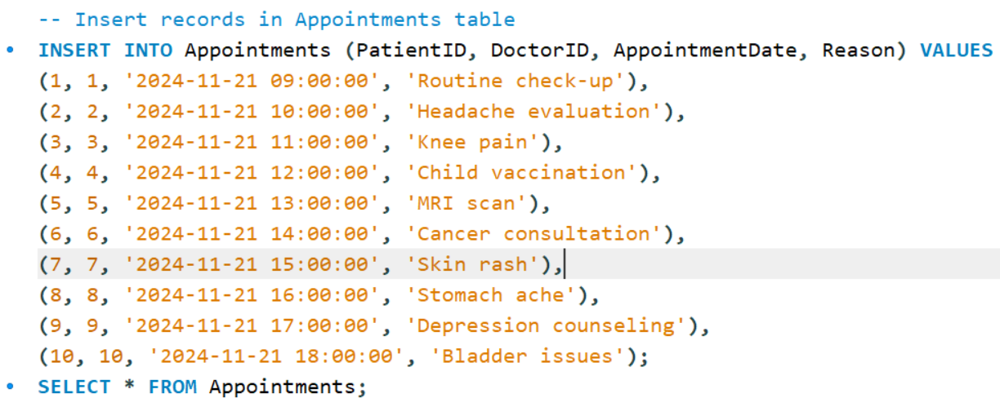 -- Insert records in Appointments table
INSERT INTO Appointments (PatientID, DoctorID, AppointmentDate, Reason) VALUES
(1, 1, '2024-11-21 09:00:00', 'Routine check-up'),
(2, 2, '2024-11-21 10:00:00', 'Headache evaluation'),
(3, 3, '2024-11-21 11:00:00', 'Knee pain'),
(4, 4, '2024-11-21 12:00:00', 'Child vaccination'),
(5, 5, '2024-11-21 13:00:00', 'MRI scan'),
(6, 6, '2024-11-21 14:00:00', 'Cancer consultation'),
(7, 7, '2024-11-21 15:00:00', 'Skin rash'),
(8, 8, '2024-11-21 16:00:00', 'Stomach ache'),
(9, 9, '2024-11-21 17:00:00', 'Depression counseling'),
(10, 10, '2024-11-21 18:00:00', 'Bladder issues');
SELECT * FROM Appointments;